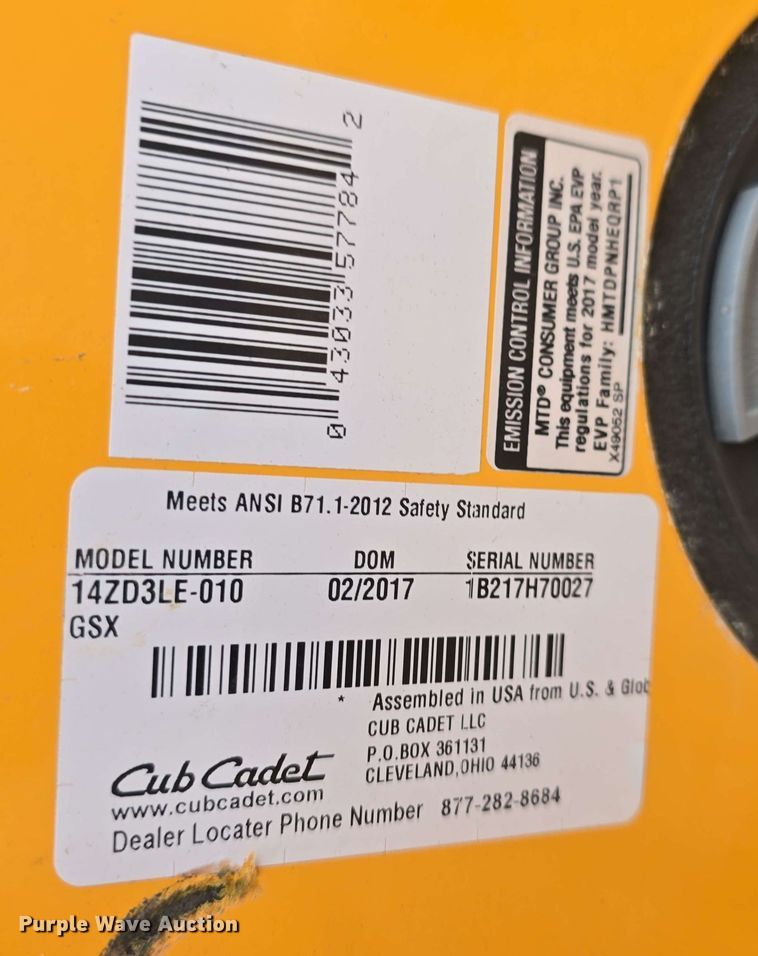 0 43033 57784 2
EMISSION CONTROL INFORMATION
MTD® CONSUMER GROUP INC.
This equipment meets U.S. EPA EVP
regulations for 2017 model year.
EVP Family: HMTDPNHEQRP1
X49052 SP
Meets ANSI B71.1-2012 Safety Standard
MODEL NUMBER DOM SERIAL NUMBER
14ZD3LE-010 02/2017 1B217H70027
GSX
* Assembled in USA from U.S. & Glob
CUB CADET LLC
P.O.BOX 361131
CLEVELAND,OHIO 44136
Cub Cadet
www.cubcadet.com
Dealer Locater Phone Number 877-282-8684
Purple Wave Auction